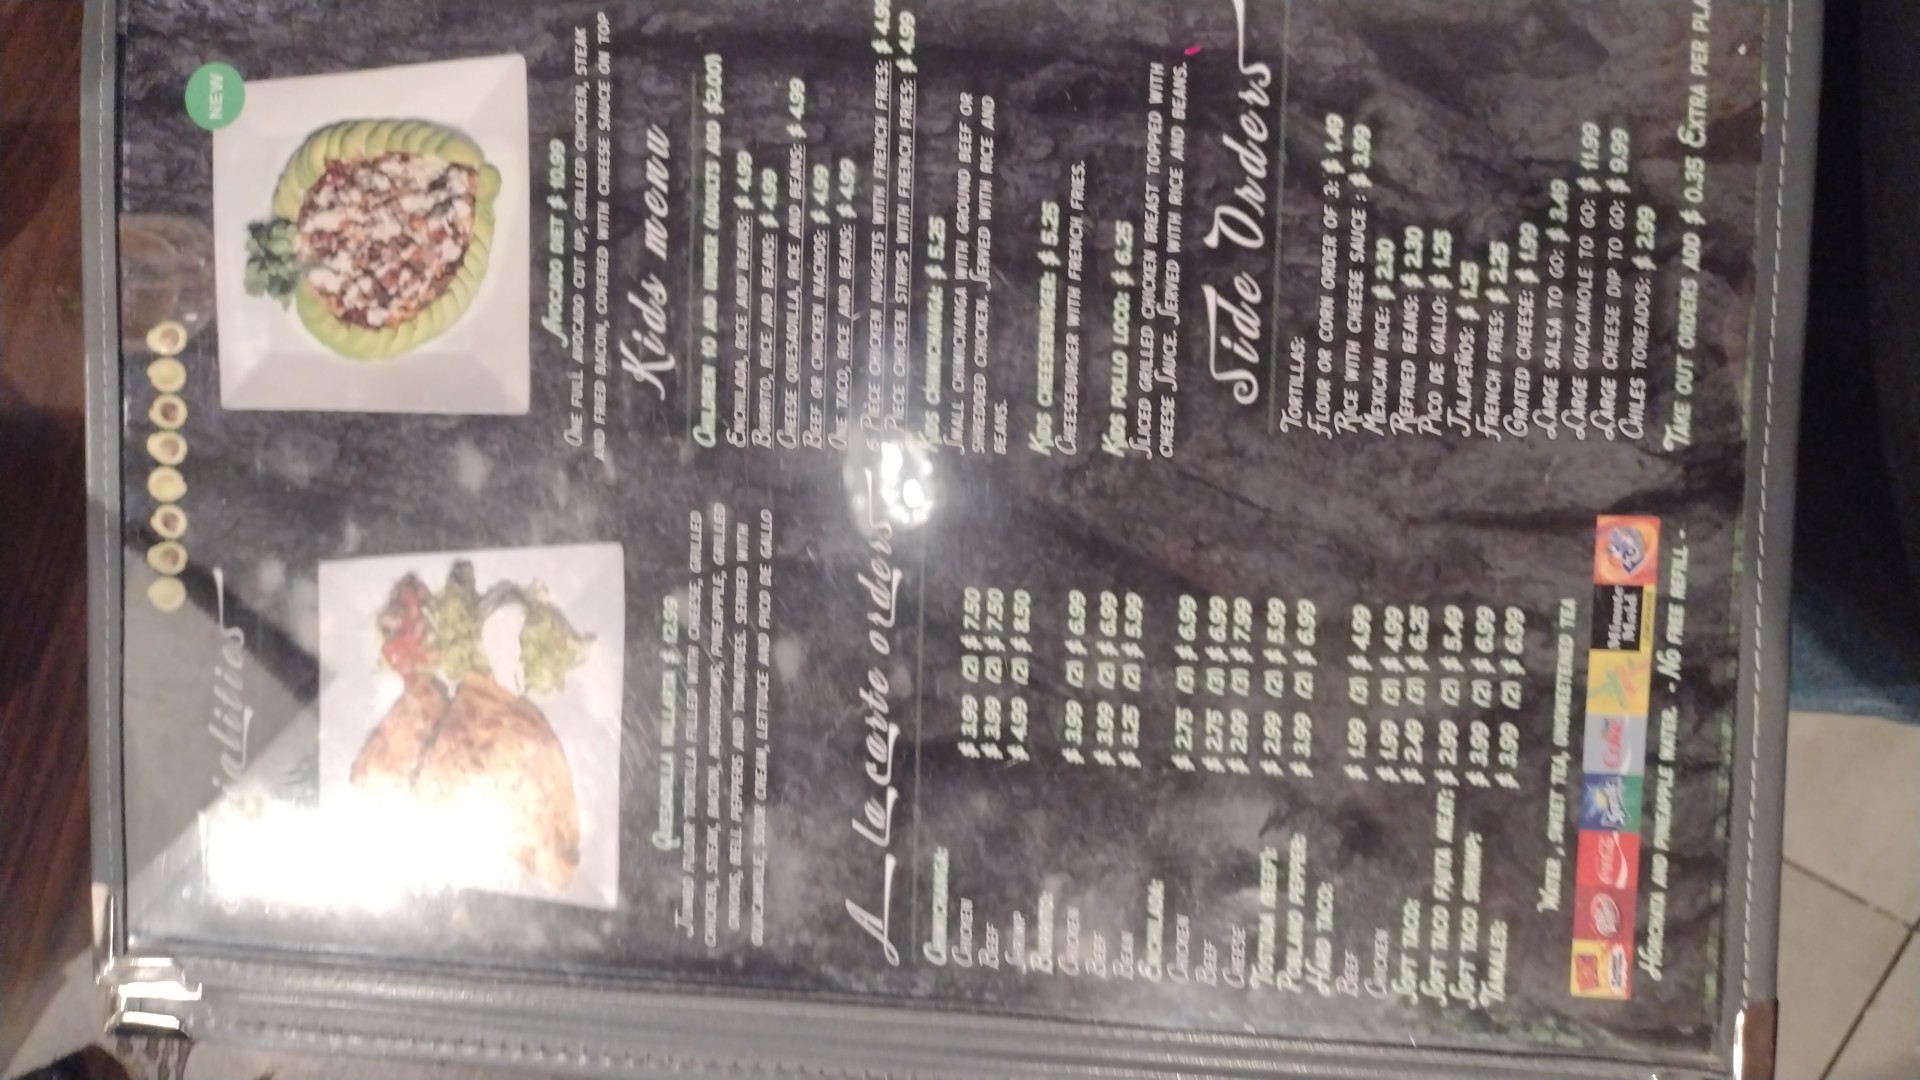 NEW
Quesadilla Vallarta $ 12.99
Jumbo flour tortilla filled with cheese, grilled
chicken, steak, bacon, mushrooms, pineapple, grilled
onions, bell peppers and tomatoes. Served with
guacamole, sour cream, lettuce and pico de gallo
A la carte orders
Chimichanga:
Chicken $ 3.99 (2) $ 7.50
Beef $ 3.99 (2) $ 7.50
Shrimp $ 4.99 (2) $ 8.50
Burrito:
Chicken $ 3.99 (2) $ 6.99
Beef $ 3.99 (2) $ 6.99
Bean $ 3.25 (2) $ 5.99
Enchilada:
Chicken $ 2.75 (3) $ 6.99
Beef $ 2.75 (3) $ 6.99
Cheese $ 2.99 (3) $ 7.99
Tostada Beef: $ 2.99 (2) $ 5.99
Poblano Pepper: $ 3.99 (2) $ 6.99
Hard Taco:
Beef $ 1.99 (3) $ 4.99
Chicken $ 1.99 (3) $ 4.99
Soft Taco: $ 2.49 (3) $ 6.25
Soft Taco Fajita Meat: $ 2.99 (2) $ 5.49
Soft Taco Shrimp: $ 3.99 (2) $ 6.99
Tamales: $ 3.99 (2) $ 6.99
Water, sweet tea, unsweetened tea
Coca-Cola Sprite Coke Minute Maid
Horchata and pineapple water. - No free refill -
Avocado Diet $ 10.99
One full avocado cut up, grilled chicken, steak
and fried bacon, covered with cheese sauce on top
Kids menu
Children 10 and under (adults add $2.00)
Enchilada, rice and beans: $ 4.99
Burrito, rice and beans: $ 4.99
Cheese quesadilla, rice and beans: $ 4.99
Beef or chicken nachos: $ 4.99
One taco, rice and beans: $ 4.99
6 Piece chicken nuggets with french fries: $ 4.99
Piece chicken strips with french fries: $ 4.99
Kids chimichanga: $ 5.25
Small chimichanga with ground beef or
shredded chicken. Served with rice and
beans.
Kids cheeseburger: $ 5.25
Cheeseburger with french fries.
Kids pollo loco: $ 6.25
Sliced grilled chicken breast topped with
cheese sauce. Served with rice and beans.
Side Orders
Tortillas:
Flour or corn order of 3: $ 1.49
Rice with cheese sauce : $ 3.99
Mexican rice: $ 2.30
Refried beans: $ 2.30
Pico de gallo: $ 1.25
Jalapeños: $ 1.25
French fries: $ 2.25
Grated cheese: $ 1.99
Large salsa to go: $ 3.49
Large guacamole to go: $ 11.99
Large cheese dip to go: $ 9.99
Chiles toreados: $ 2.99
Take out orders add $ 0.35 Extra per pla